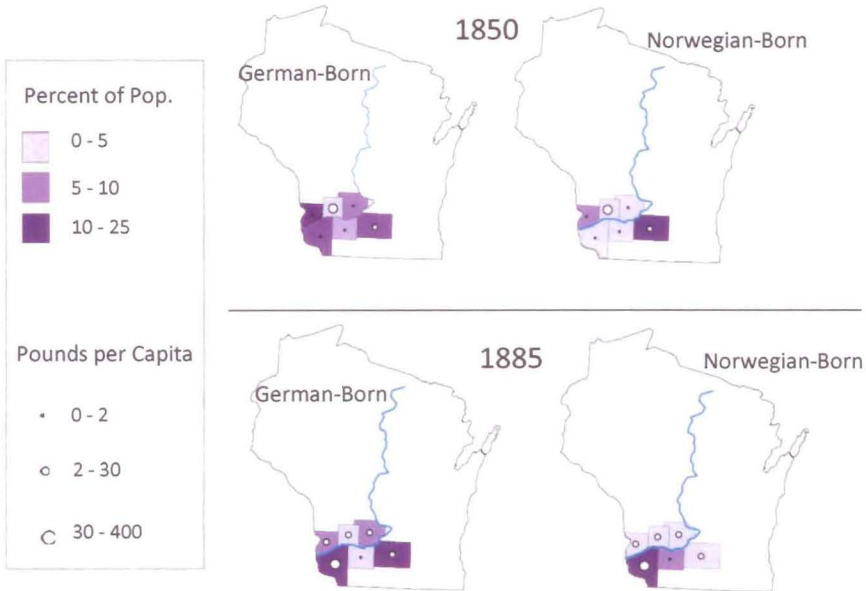 1850
German-Born
Norwegian-Born
Percent of Pop.
0 - 5
5 - 10
10 - 25
1885
German-Born
Norwegian-Born
Pounds per Capita
0 - 2
2 - 30
30 - 400